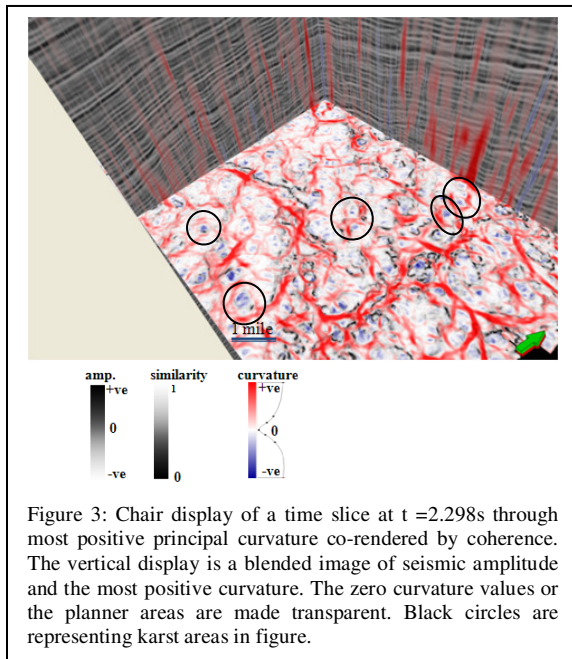 1 mile
amp. similarity curvature
+ve 1 +ve
0 0
-ve 0 -ve
Figure 3: Chair display of a time slice at t =2.298s through
most positive principal curvature co-rendered by coherence.
The vertical display is a blended image of seismic amplitude
and the most positive curvature. The zero curvature values or
the planner areas are made transparent. Black circles are
representing karst areas in figure.